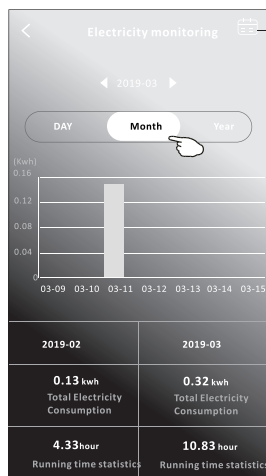 Electricity monitoring
2019-03
DAY Month Year
(Kwh)
0.16
0.12
0.08
0.04
0
03-09 03-10 03-11 03-12 03-13 03-14 03-15
2019-02 2019-03
0.13 kwh 0.32 kwh
Total Electricity Total Electricity
Consumption Consumption
4.33hour 10.83 hour
Running time statistics Running time statistics